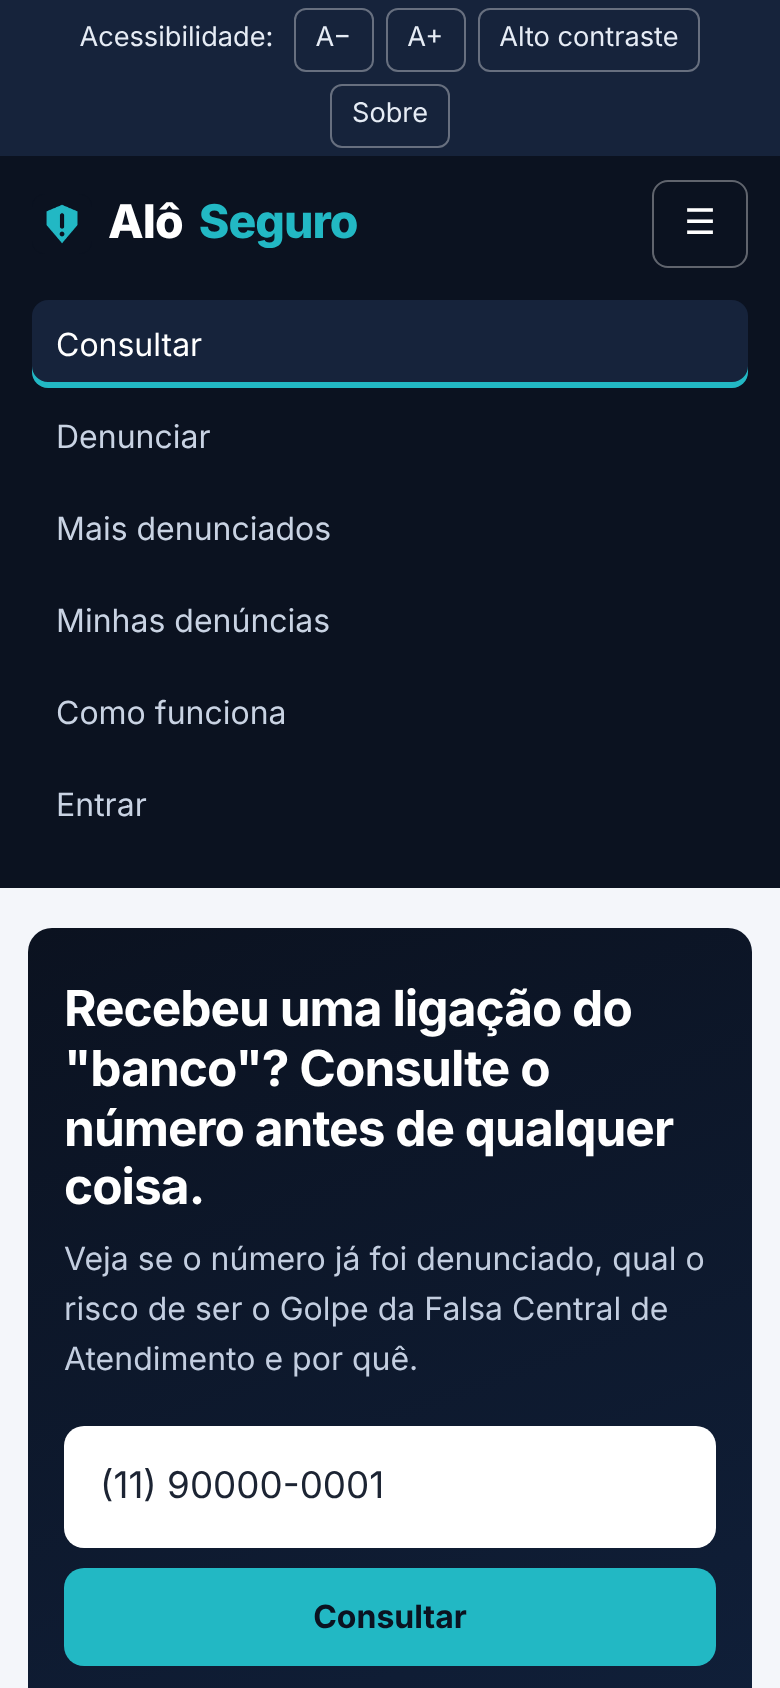 Acessibilidade: A− A+ Alto contraste
Sobre
Alô Seguro ☰
Consultar
Denunciar
Mais denunciados
Minhas denúncias
Como funciona
Entrar
Recebeu uma ligação do
"banco"? Consulte o
número antes de qualquer
coisa.
Veja se o número já foi denunciado, qual o
risco de ser o Golpe da Falsa Central de
Atendimento e por quê.
(11) 90000-0001
Consultar